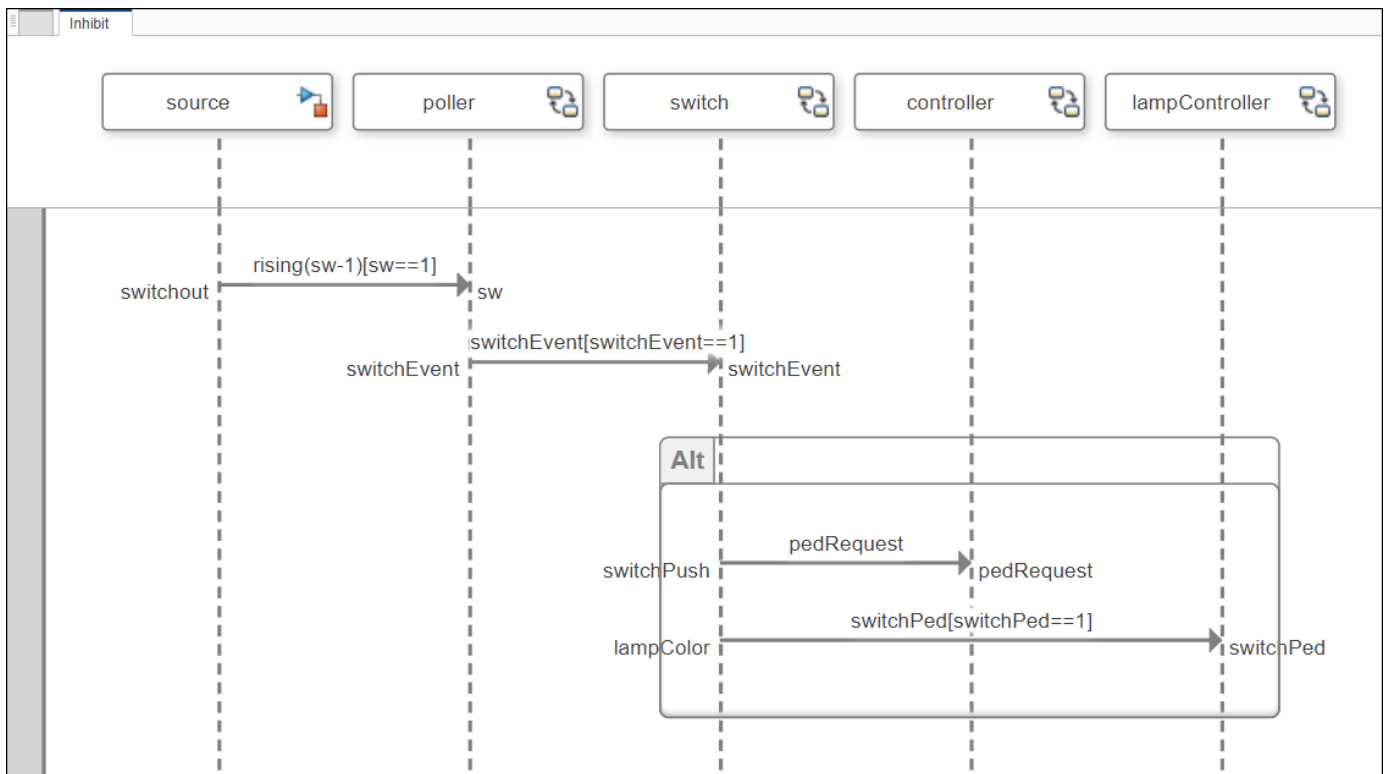 Inhibit
source
poller
switch
controller
lampController
rising(sw-1)[sw==1]
switchout
sw
switchEvent[switchEvent==1]
switchEvent
switchEvent
Alt
pedRequest
switchPush
pedRequest
switchPed[switchPed==1]
lampColor
switchPed